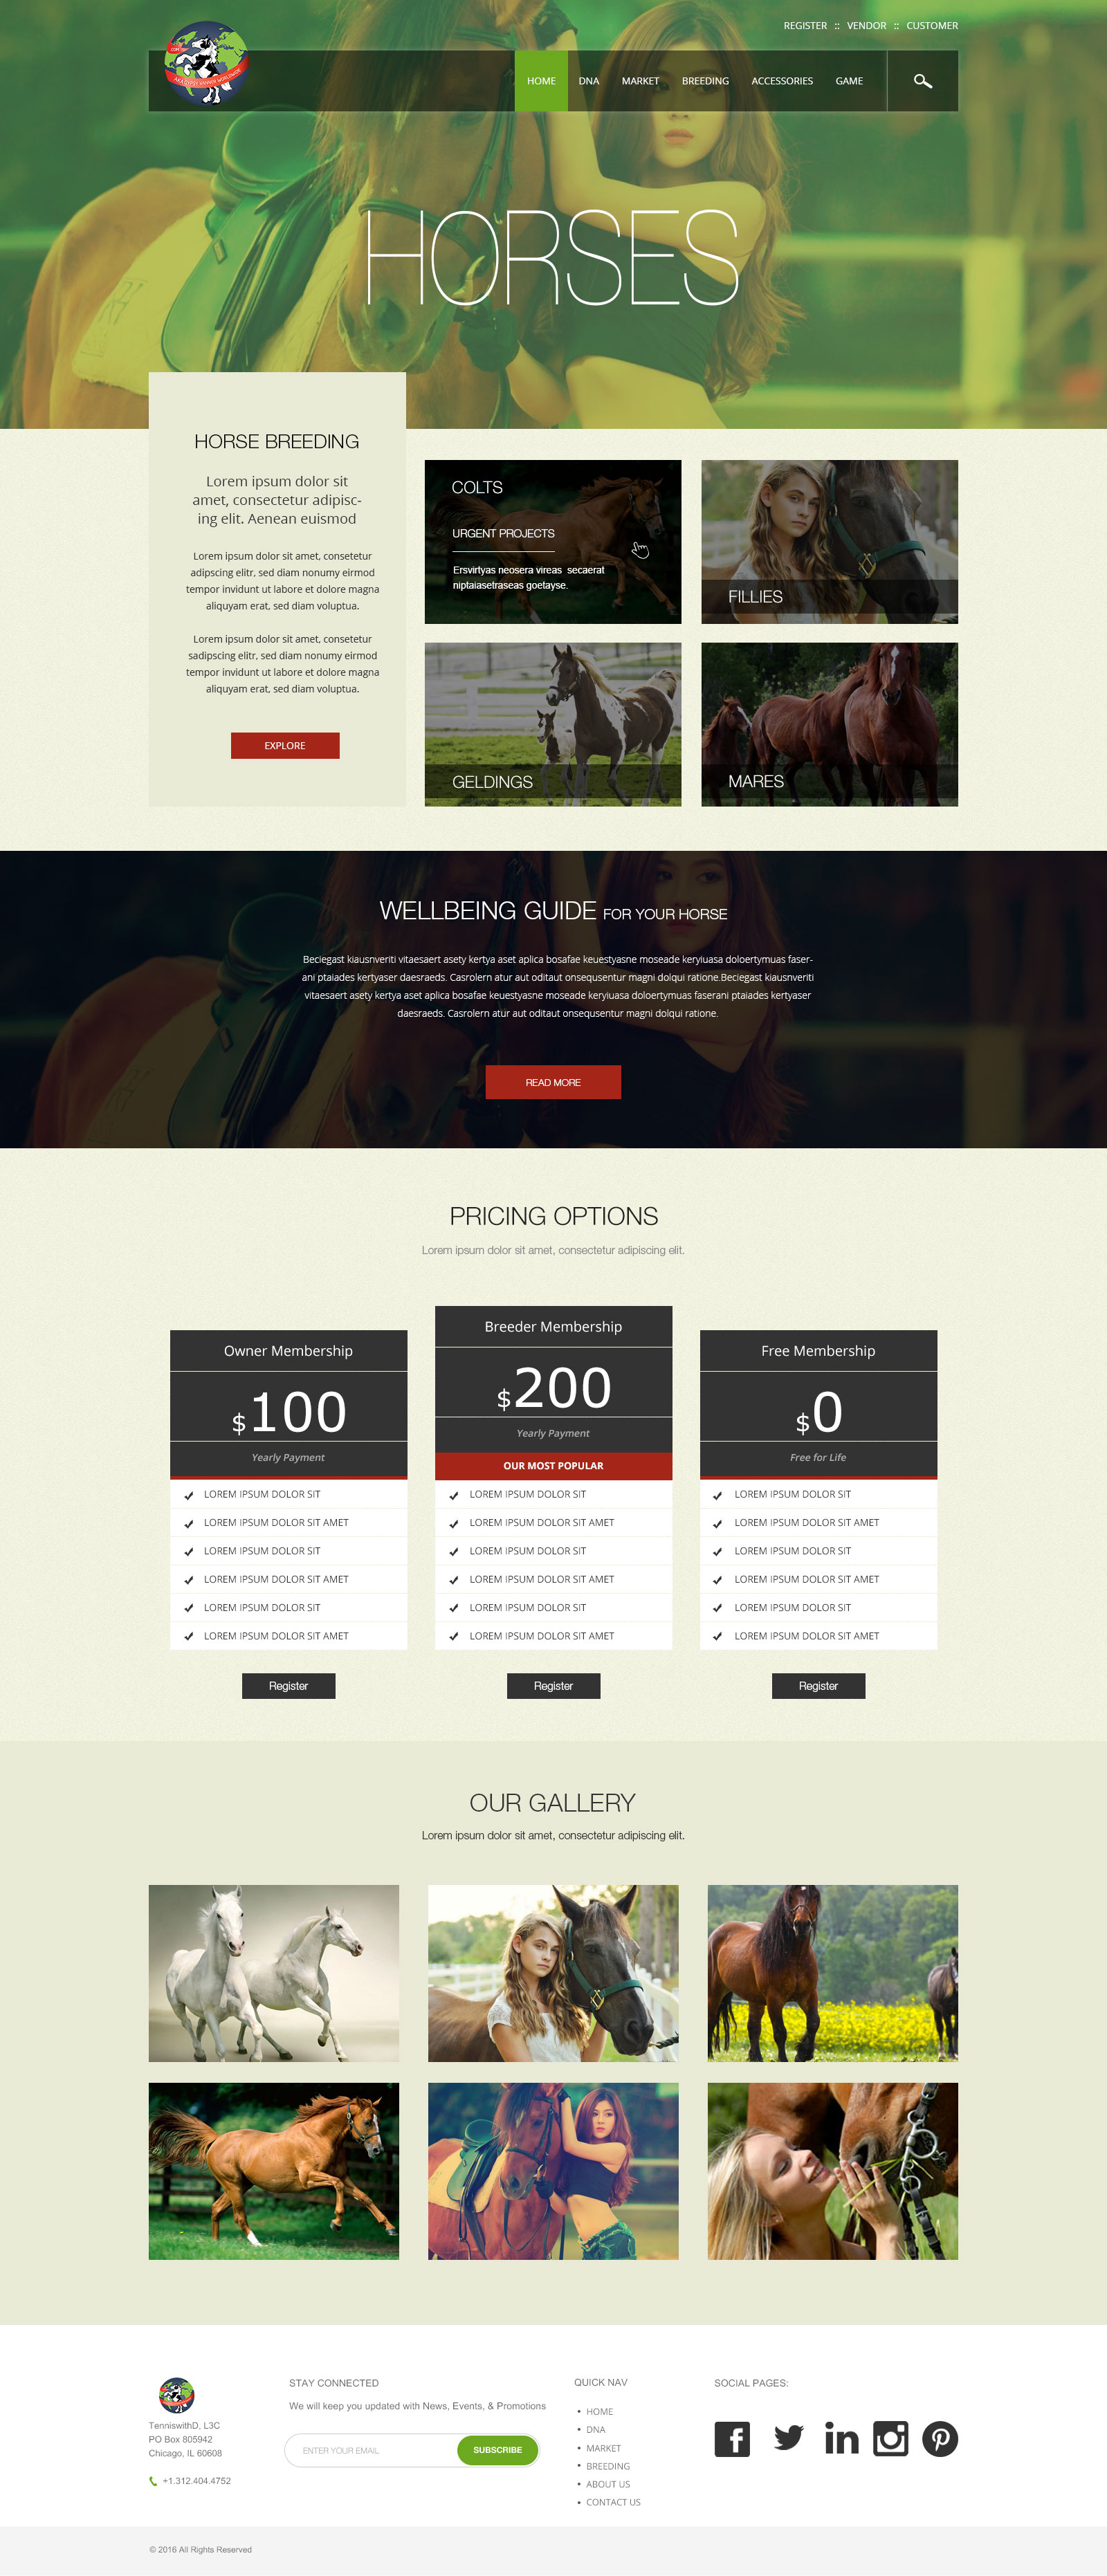 REGISTER :: VENDOR :: CUSTOMER
HOME DNA MARKET BREEDING ACCESSORIES GAME
HORSES
HORSE BREEDING
Lorem ipsum dolor sit
amet, consectetur adipisc-
ing elit. Aenean euismod
Lorem ipsum dolor sit amet, consetetur
adipscing elitr, sed diam nonumy eirmod
tempor invidunt ut labore et dolore magna
aliquyam erat, sed diam voluptua.
Lorem ipsum dolor sit amet, consetetur
sadipscing elitr, sed diam nonumy eirmod
tempor invidunt ut labore et dolore magna
aliquyam erat, sed diam voluptua.
EXPLORE
COLTS
URGENT PROJECTS
Ersvirtyas neosera vireas secaerat
niptaiasetraseas goetayse.
FILLIES
GELDINGS
MARES
WELLBEING GUIDE FOR YOUR HORSE
Beciegast kiausnveriti vitaesaert asety kertya aset aplica bosafae keuestyasne moseade keryiuasa doloertymuas faser-
ani ptaiades kertyaser daesraeds. Casrolern atur aut oditaut onsequsentur magni dolqui ratione.Beciegast kiausnveriti
vitaesaert asety kertya aset aplica bosafae keuestyasne moseade keryiuasa doloertymuas faserani ptaiades kertyaser
daesraeds. Casrolern atur aut oditaut onsequsentur magni dolqui ratione.
READ MORE
PRICING OPTIONS
Lorem ipsum dolor sit amet, consectetur adipiscing elit.
Owner Membership
$100
Yearly Payment
LOREM IPSUM DOLOR SIT
LOREM IPSUM DOLOR SIT AMET
LOREM IPSUM DOLOR SIT
LOREM IPSUM DOLOR SIT AMET
LOREM IPSUM DOLOR SIT
LOREM IPSUM DOLOR SIT AMET
Register
Breeder Membership
$200
Yearly Payment
OUR MOST POPULAR
LOREM IPSUM DOLOR SIT
LOREM IPSUM DOLOR SIT AMET
LOREM IPSUM DOLOR SIT
LOREM IPSUM DOLOR SIT AMET
LOREM IPSUM DOLOR SIT
LOREM IPSUM DOLOR SIT AMET
Register
Free Membership
$0
Free for Life
LOREM IPSUM DOLOR SIT
LOREM IPSUM DOLOR SIT AMET
LOREM IPSUM DOLOR SIT
LOREM IPSUM DOLOR SIT AMET
LOREM IPSUM DOLOR SIT
LOREM IPSUM DOLOR SIT AMET
Register
OUR GALLERY
Lorem ipsum dolor sit amet, consectetur adipiscing elit.
TenniswithD, L3C
PO Box 805942
Chicago, IL 60608
+1.312.404.4752
STAY CONNECTED
We will keep you updated with News, Events, & Promotions
ENTER YOUR EMAIL
SUBSCRIBE
QUICK NAV
HOME
DNA
MARKET
BREEDING
ABOUT US
CONTACT US
SOCIAL PAGES:
© 2016 All Rights Reserved